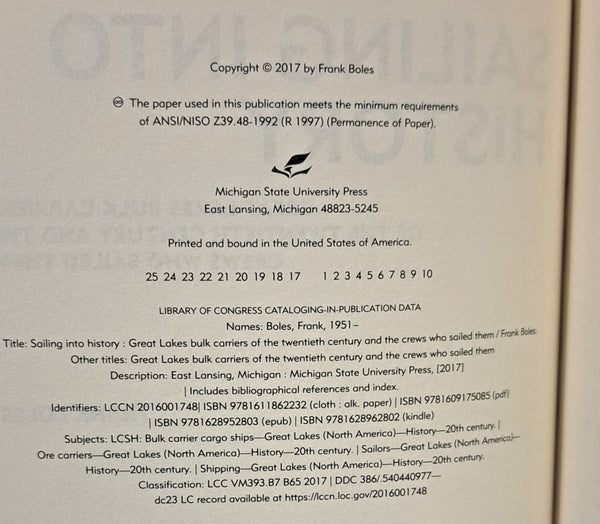 Copyright © 2017 by Frank Boles
♾ The paper used in this publication meets the minimum requirements
of ANSI/NISO Z39.48-1992 (R 1997) (Permanence of Paper).
Michigan State University Press
East Lansing, Michigan 48823-5245
Printed and bound in the United States of America.
25 24 23 22 21 20 19 18 17 1 2 3 4 5 6 7 8 9 10
LIBRARY OF CONGRESS CATALOGING-IN-PUBLICATION DATA
Names: Boles, Frank, 1951–
Title: Sailing into history : Great Lakes bulk carriers of the twentieth century and the crews who sailed them / Frank Boles.
Other titles: Great Lakes bulk carriers of the twentieth century and the crews who sailed them
Description: East Lansing, Michigan : Michigan State University Press, [2017]
| Includes bibliographical references and index.
Identifiers: LCCN 2016001748| ISBN 9781611862232 (cloth : alk. paper) | ISBN 9781609175085 (pdf)
| ISBN 9781628952803 (epub) | ISBN 9781628962802 (kindle)
Subjects: LCSH: Bulk carrier cargo ships—Great Lakes (North America)—History—20th century. |
Ore carriers—Great Lakes (North America)—History—20th century. | Sailors—Great Lakes (North America)—
History—20th century. | Shipping—Great Lakes (North America)—History—20th century.
Classification: LCC VM393.B7 B65 2017 | DDC 386/.540440977—
dc23 LC record available at https://lccn.loc.gov/2016001748